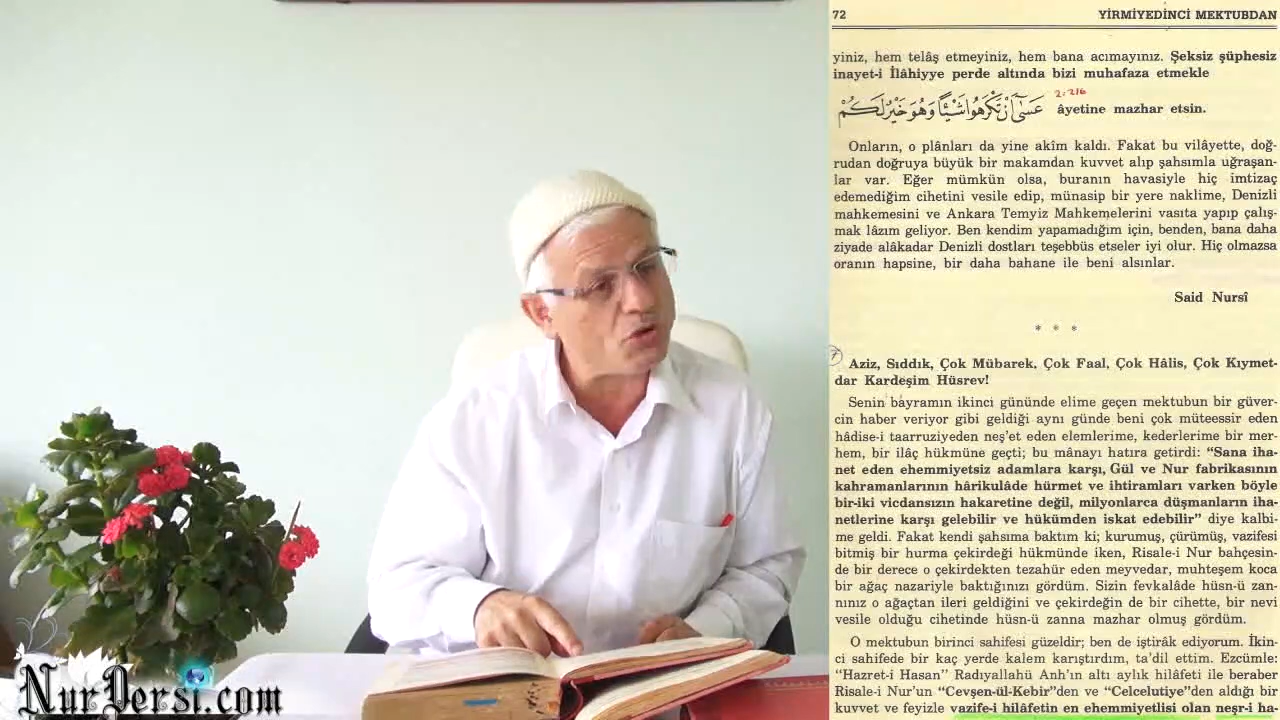 72 YİRMİYEDİNCİ MEKTUBDAN
yiniz, hem telâş etmeyiniz, hem bana acımayınız. Şeksiz şüphesiz
inayet-i İlâhiyye perde altında bizi muhafaza etmekle
2:216
عَسٰٓى اَنْ تَكْرَهُوا شَيْئًا وَهُوَ خَيْرٌ لَكُمْ âyetine mazhar etsin.
Onların, o plânları da yine akîm kaldı. Fakat bu vilâyette, doğ-
rudan doğruya büyük bir makamdan kuvvet alıp şahsımla uğraşan-
lar var. Eğer mümkün olsa, buranın havasiyle hiç imtizaç
edemediğim cihetini vesile edip, münasip bir yere naklime, Denizli
mahkemesini ve Ankara Temyiz Mahkemelerini vasıta yapıp çalış-
mak lâzım geliyor. Ben kendim yapamadığım için, benden, bana daha
ziyade alâkadar Denizli dostları teşebbüs etseler iyi olur. Hiç olmazsa
oranın hapsine, bir daha bahane ile beni alsınlar.
Said Nursî
* * *
Aziz, Sıddık, Çok Mübarek, Çok Faal, Çok Hâlis, Çok Kıymet-
dar Kardeşim Hüsrev!
Senin bayramın ikinci gününde elime geçen mektubun bir güver-
cin haber veriyor gibi geldiği aynı günde beni çok müteessir eden
hâdise-i taarruziyeden neş'et eden elemlerime, kederlerime bir mer-
hem, bir ilâç hükmüne geçti; bu mânayı hatıra getirdi: "Sana iha-
net eden ehemmiyetsiz adamlara karşı, Gül ve Nur fabrikasının
kahramanlarının hârikulâde hürmet ve ihtiramları varken böyle
bir-iki vicdansızın hakaretine değil, milyonlarca düşmanların iha-
netlerine karşı gelebilir ve hükümden iskat edebilir" diye kalbi-
me geldi. Fakat kendi şahsıma baktım ki; kurumuş, çürümüş, vazifesi
bitmiş bir hurma çekirdeği hükmünde iken, Risale-i Nur bahçesin-
de bir derece o çekirdekten tezahür eden meyvedar, muhteşem koca
bir ağaç nazariyle baktığınızı gördüm. Sizin fevkalâde hüsn-ü zan-
nınız o ağaçtan ileri geldiğini ve çekirdeğin de bir cihette, bir nevi
vesile olduğu cihetinde hüsn-ü zanna mazhar olmuş gördüm.
O mektubun birinci sahifesi güzeldir; ben de iştirâk ediyorum. İkin-
ci sahifede bir kaç yerde kalem karıştırdım, ta'dil ettim. Ezcümle:
"Hazret-i Hasan" Radıyallahü Anh'ın altı aylık hilâfeti ile beraber
Risale-i Nur'un "Cevşen-ül-Kebir"den ve "Celcelutiye"den aldığı bir
kuvvet ve feyizle vazife-i hilâfetin en ehemmiyetlisi olan neşr-i ha-
NurDersi.com